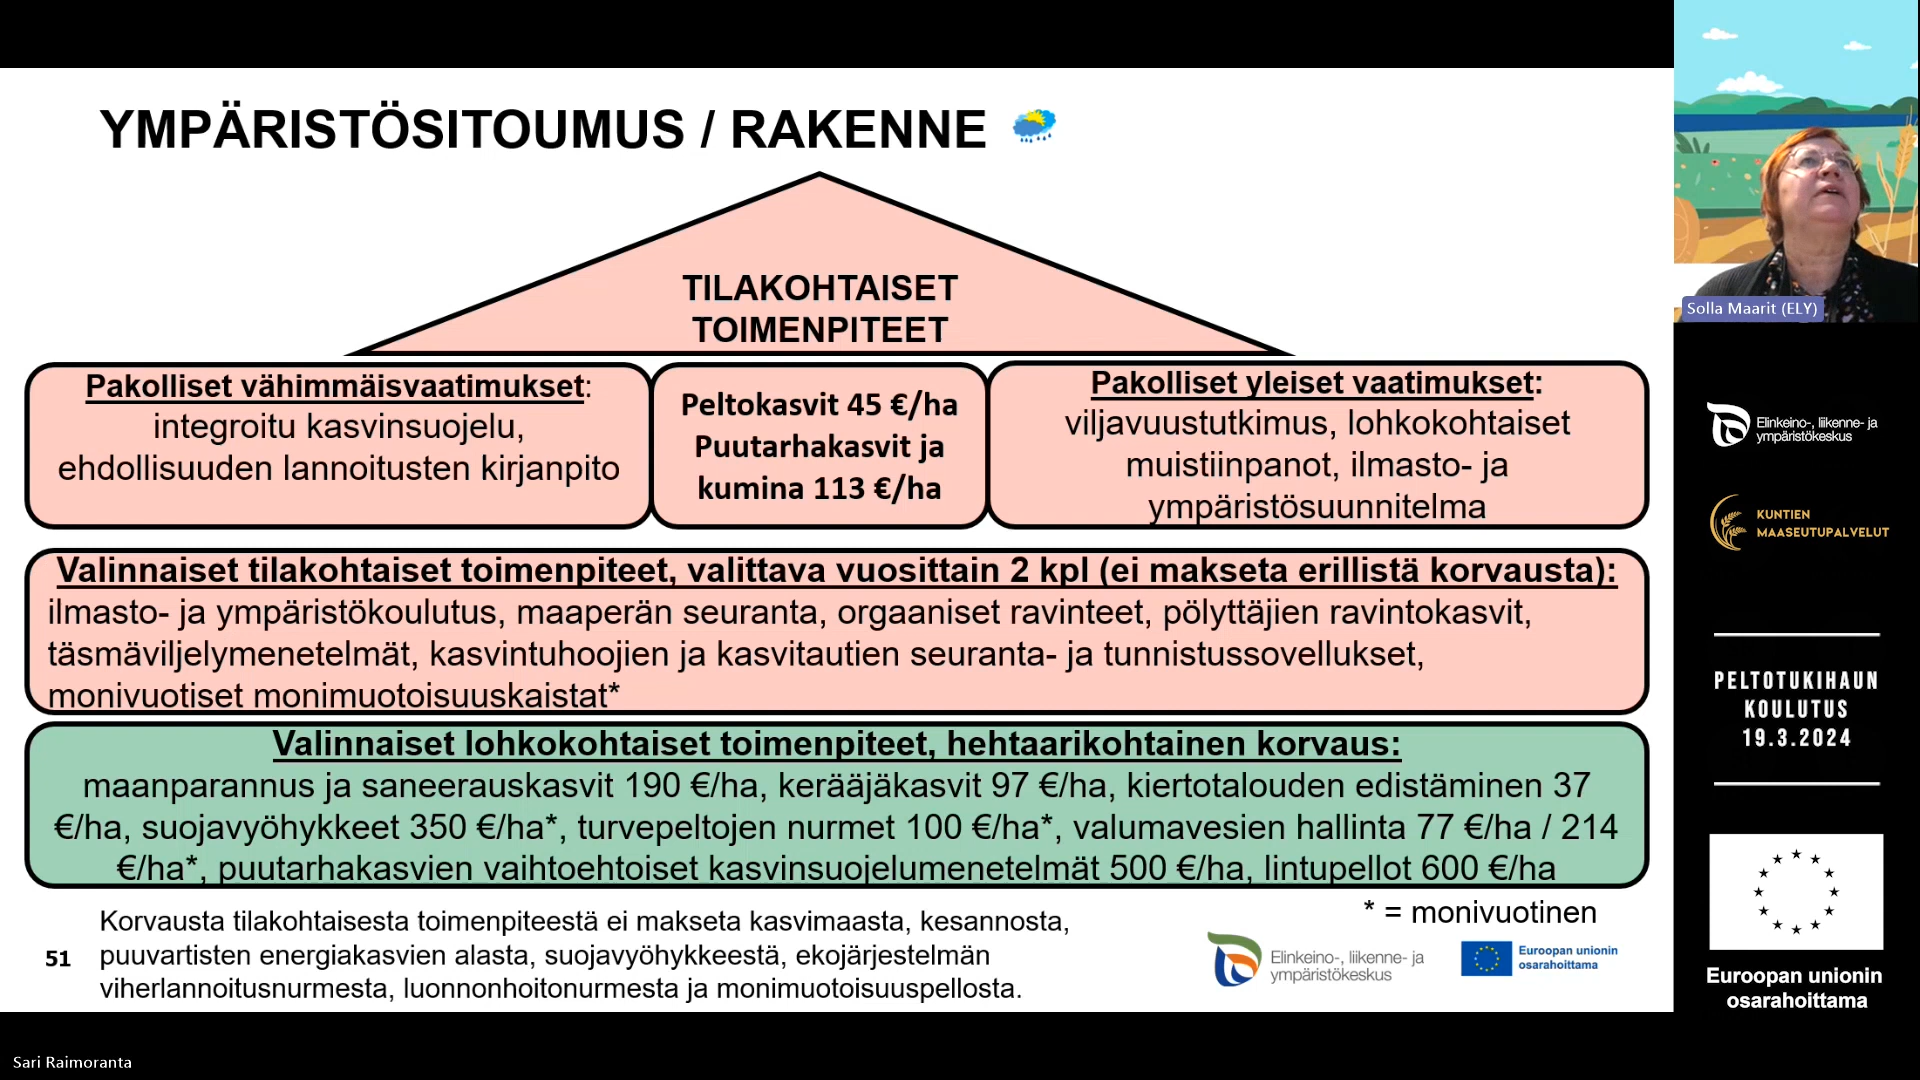 YMPÄRISTÖSITOUMUS / RAKENNE
TILAKOHTAISET
TOIMENPITEET
Pakolliset vähimmäisvaatimukset:
integroitu kasvinsuojelu,
ehdollisuuden lannoitusten kirjanpito
Peltokasvit 45 €/ha
Puutarhakasvit ja
kumina 113 €/ha
Pakolliset yleiset vaatimukset:
viljavuustutkimus, lohkokohtaiset
muistiinpanot, ilmasto- ja
ympäristösuunnitelma
Valinnaiset tilakohtaiset toimenpiteet, valittava vuosittain 2 kpl (ei makseta erillistä korvausta):
ilmasto- ja ympäristökoulutus, maaperän seuranta, orgaaniset ravinteet, pölyttäjien ravintokasvit,
täsmäviljelymenetelmät, kasvintuhoojien ja kasvitautien seuranta- ja tunnistussovellukset,
monivuotiset monimuotoisuuskaistat*
Valinnaiset lohkokohtaiset toimenpiteet, hehtaarikohtainen korvaus:
maanparannus ja saneerauskasvit 190 €/ha, kerääjäkasvit 97 €/ha, kiertotalouden edistäminen 37
€/ha, suojavyöhykkeet 350 €/ha*, turvepeltojen nurmet 100 €/ha*, valumavesien hallinta 77 €/ha / 214
€/ha*, puutarhakasvien vaihtoehtoiset kasvinsuojelumenetelmät 500 €/ha, lintupellot 600 €/ha
* = monivuotinen
Korvausta tilakohtaisesta toimenpiteestä ei makseta kasvimaasta, kesannosta,
puuvartisten energiakasvien alasta, suojavyöhykkeestä, ekojärjestelmän
viherlannoitusnurmesta, luonnonhoitonurmesta ja monimuotoisuuspellosta.
51
Elinkeino-, liikenne- ja
ympäristökeskus
Euroopan unionin
osarahoittama
Solla Maarit (ELY)
Elinkeino-, liikenne- ja
ympäristökeskus
KUNTIEN
MAASEUTUPALVELUT
PELTOTUKIHAUN
KOULUTUS
19.3.2024
Euroopan unionin
osarahoittama
Sari Raimoranta